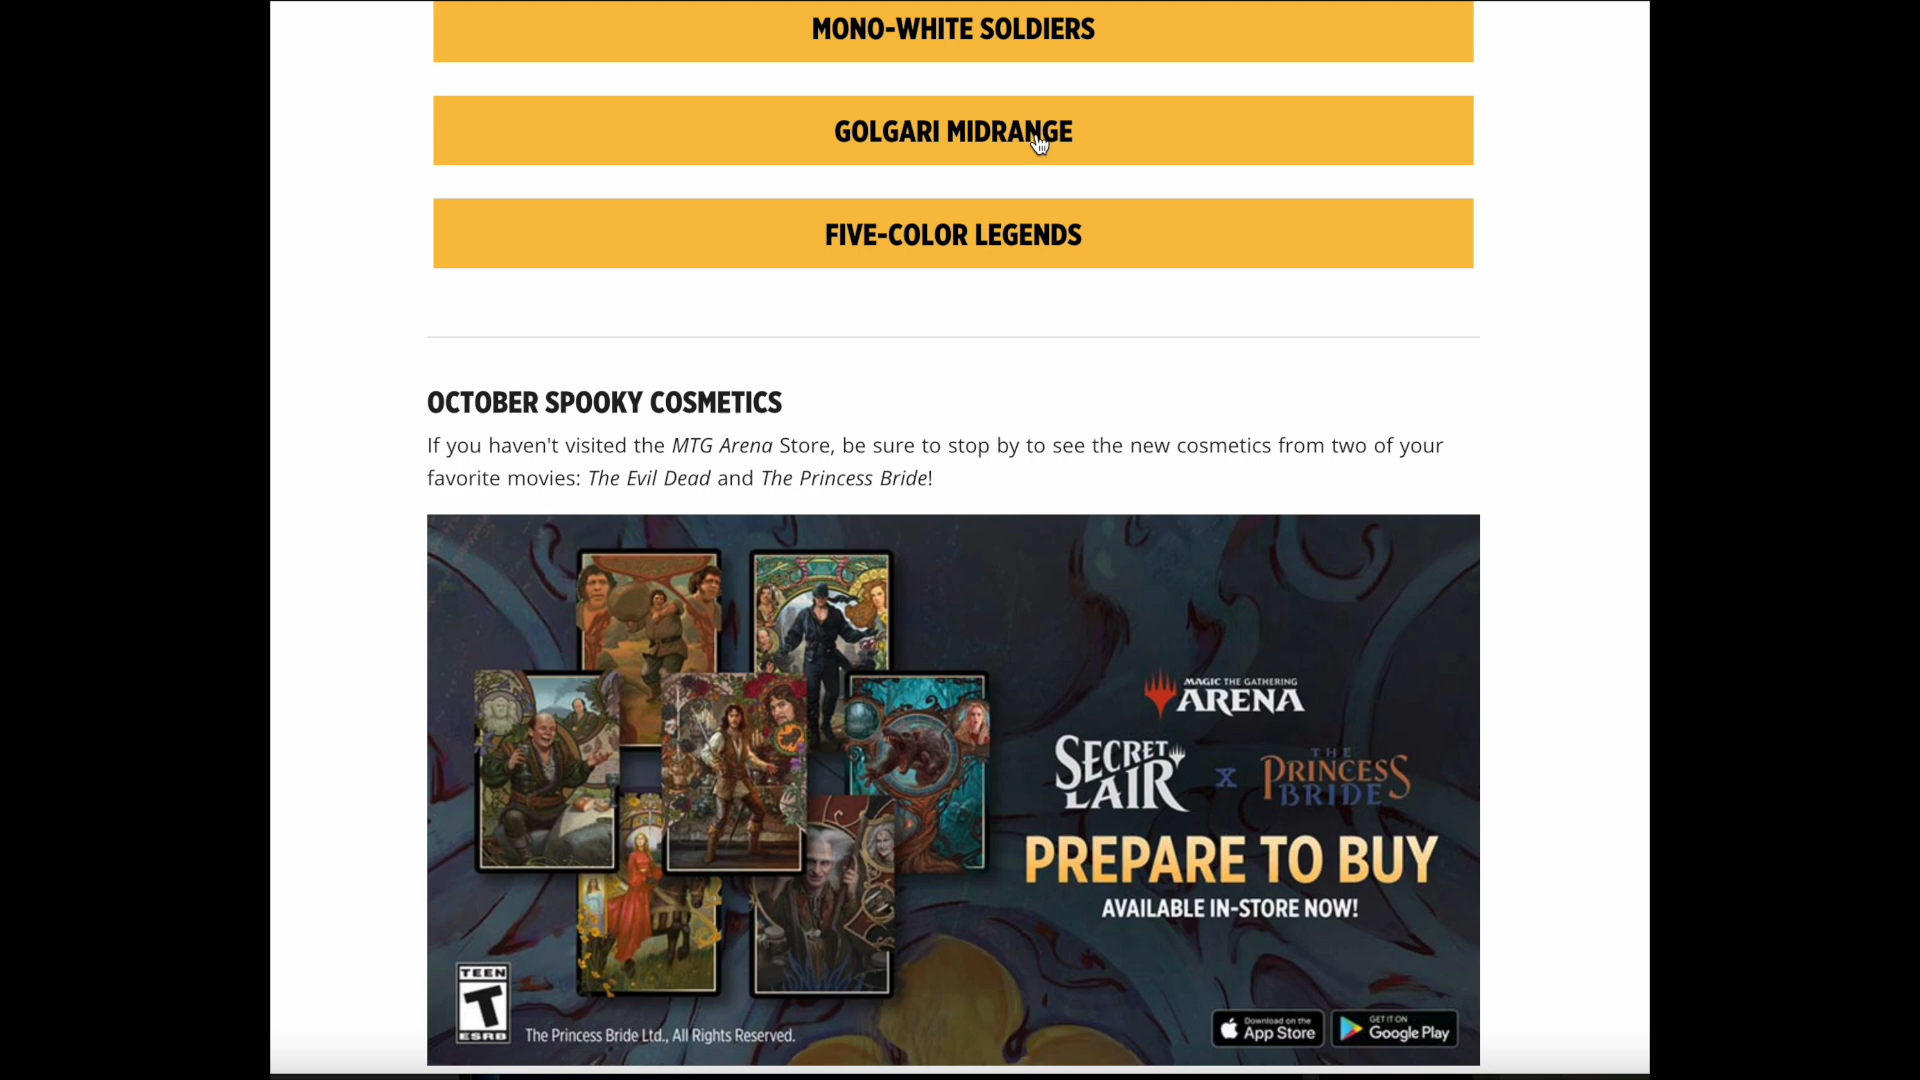 MONO-WHITE SOLDIERS
GOLGARI MIDRANGE
FIVE-COLOR LEGENDS
OCTOBER SPOOKY COSMETICS
If you haven't visited the MTG Arena Store, be sure to stop by to see the new cosmetics from two of your
favorite movies: The Evil Dead and The Princess Bride!
MAGIC THE GATHERING
ARENA
SECRET
LAIR
X
THE
PRINCESS
BRIDE
PREPARE TO BUY
AVAILABLE IN-STORE NOW!
TEEN
T
ESRB
The Princess Bride Ltd., All Rights Reserved.
Download on the
App Store
GET IT ON
Google Play